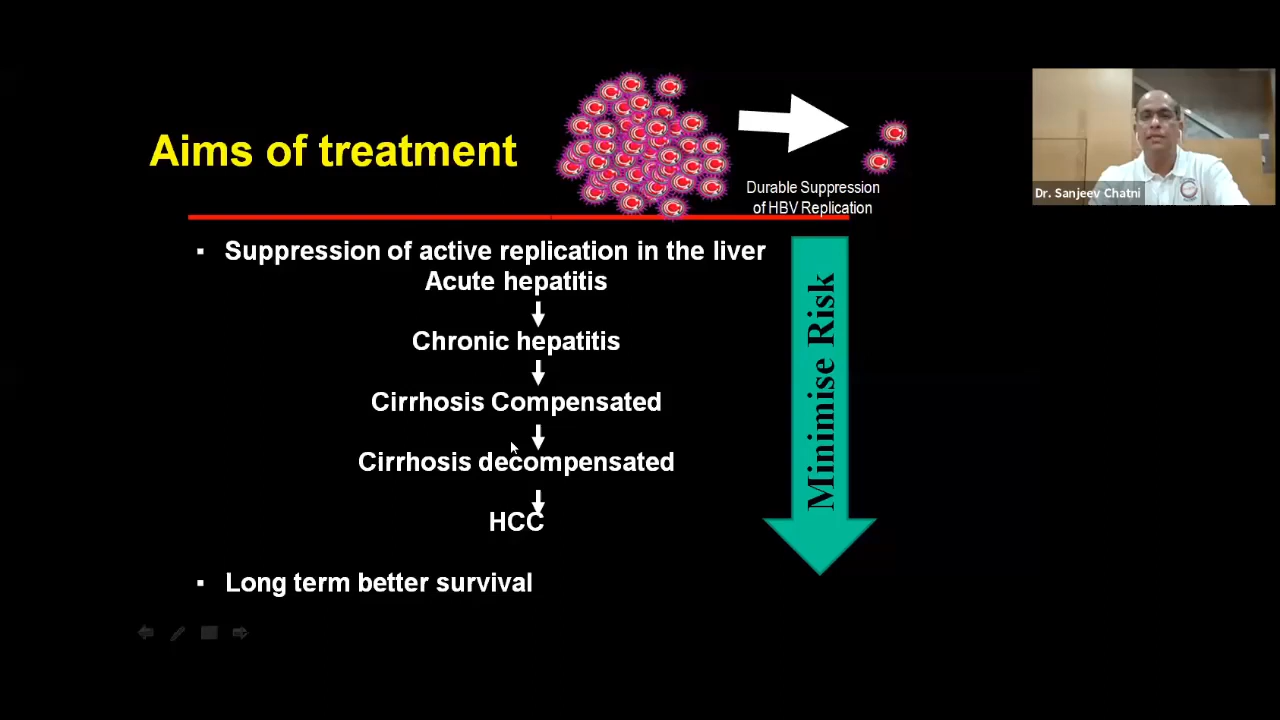 Aims of treatment
Durable Suppression
of HBV Replication
Dr. Sanjeev Chatni
▪ Suppression of active replication in the liver
Acute hepatitis
Chronic hepatitis
Cirrhosis Compensated
Cirrhosis decompensated
HCC
▪ Long term better survival
Minimise Risk